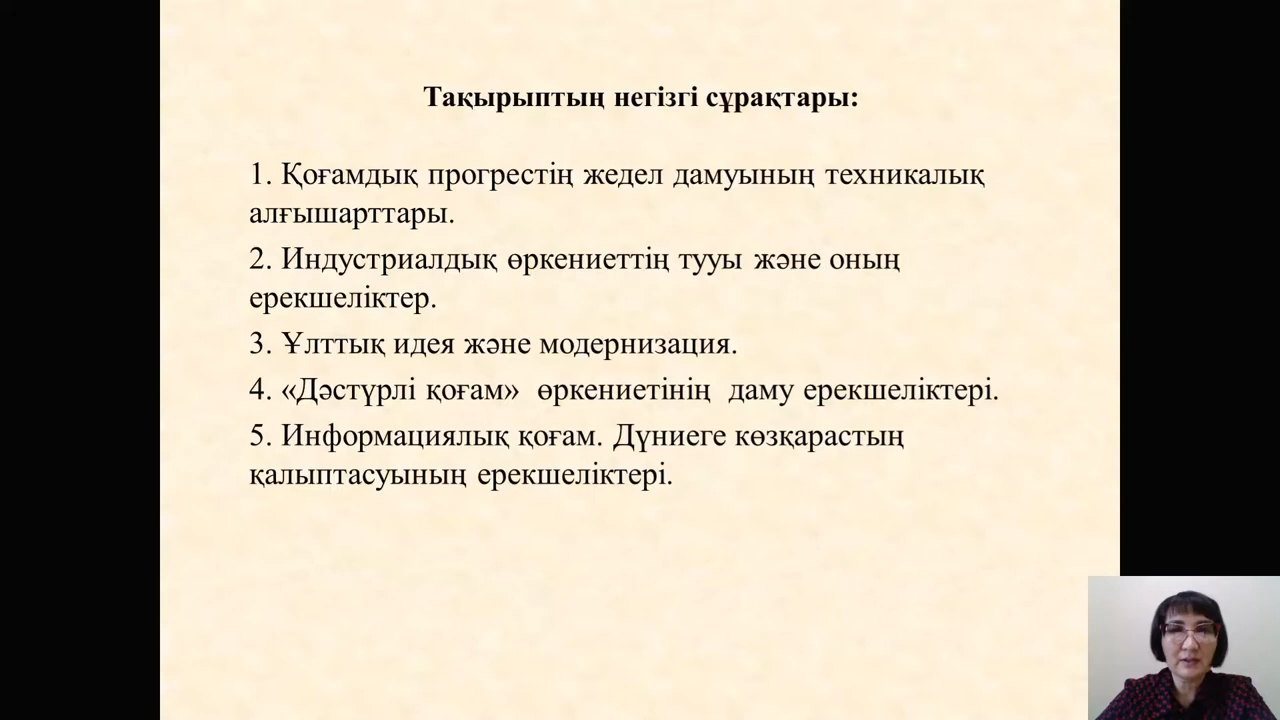 Тақырыптың негізгі сұрақтары:
1. Қоғамдық прогрестің жедел дамуының техникалық
алғышарттары.
2. Индустриалдық өркениеттің тууы және оның
ерекшеліктер.
3. Ұлттық идея және модернизация.
4. «Дәстүрлі қоғам» өркениетінің даму ерекшеліктері.
5. Информациялық қоғам. Дүниеге көзқарастың
қалыптасуының ерекшеліктері.